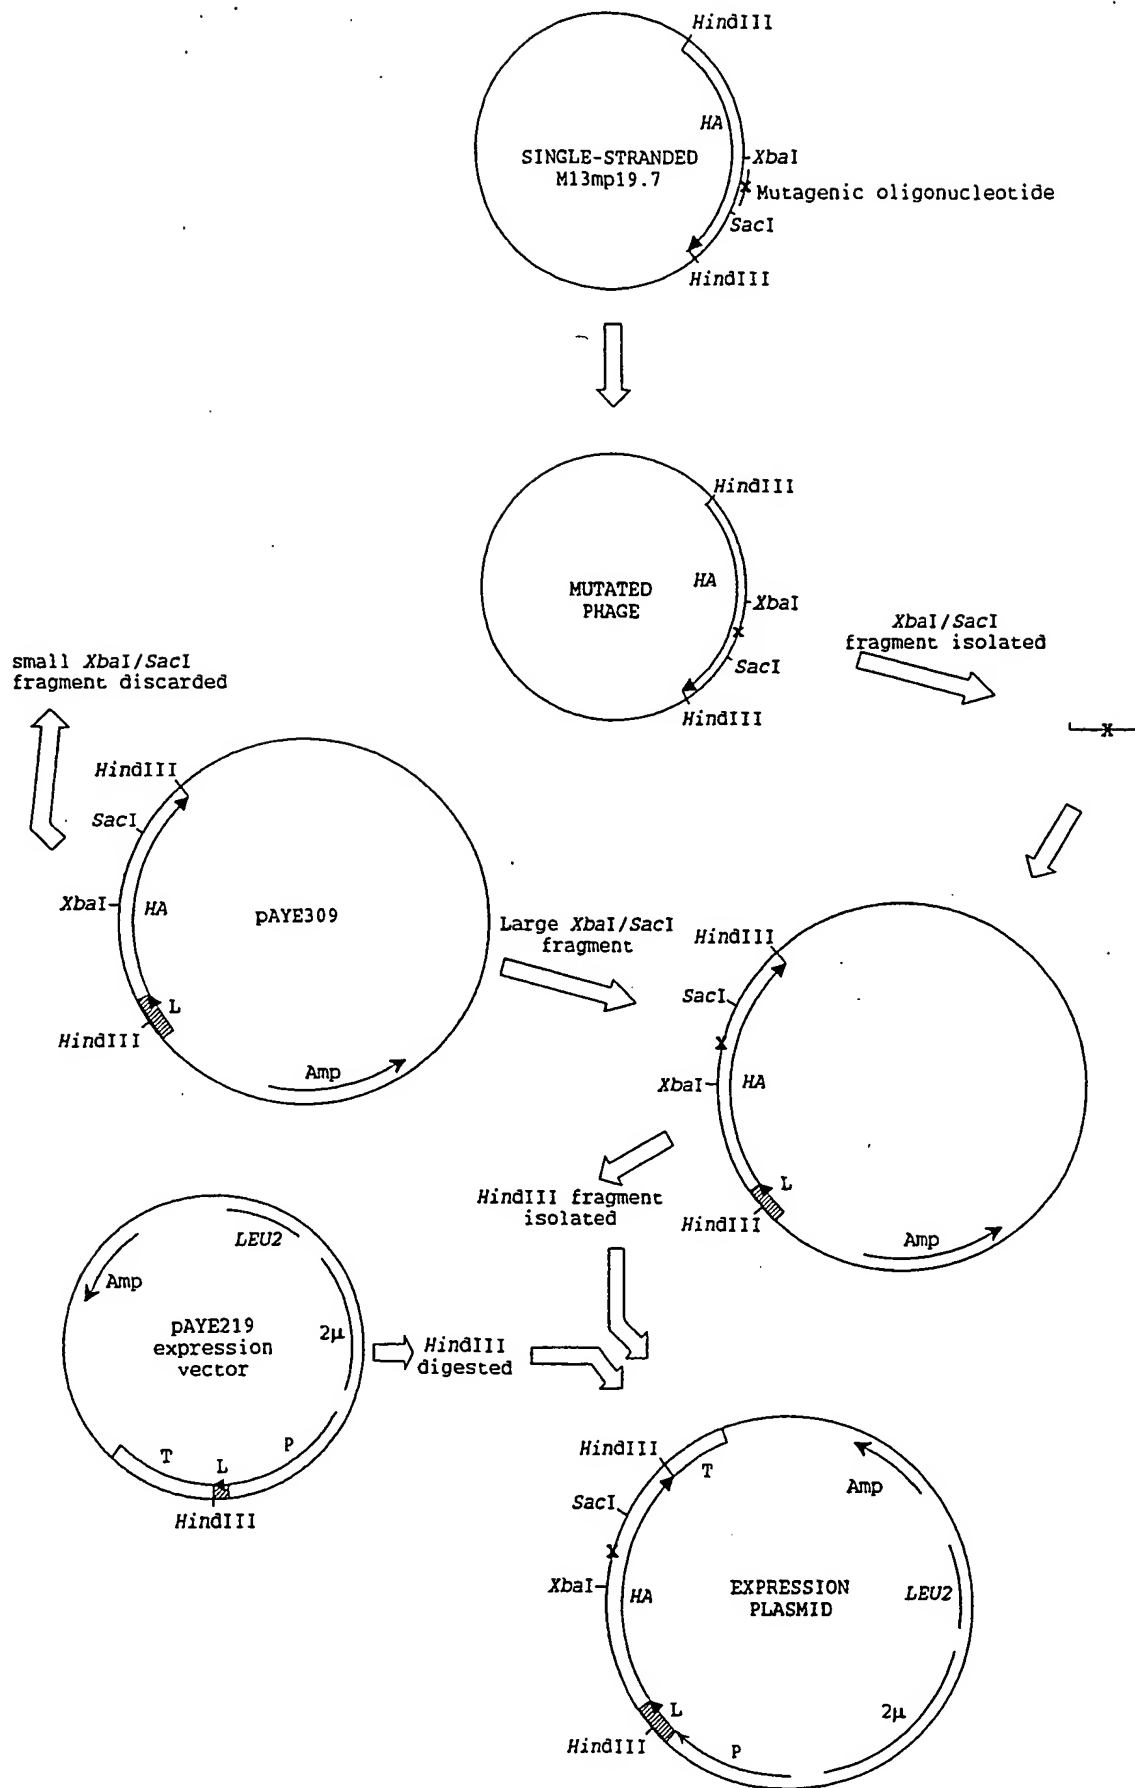 HindIII
HA
SINGLE-STRANDED
M13mp19.7
XbaI
x
Mutagenic oligonucleotide
SacI
HindIII
HindIII
MUTATED
PHAGE
HA
XbaI
x
SacI
HindIII
XbaI/SacI
fragment isolated
x
small XbaI/SacI
fragment discarded
HindIII
SacI
XbaI
HA
pAYE309
L
HindIII
Amp
Large XbaI/SacI
fragment
HindIII
SacI
x
XbaI
HA
L
HindIII
Amp
HindIII fragment
isolated
LEU2
Amp
pAYE219
expression
vector
2µ
T
L
P
HindIII
HindIII
digested
HindIII
T
Amp
SacI
x
XbaI
HA
EXPRESSION
PLASMID
LEU2
L
2µ
HindIII
P